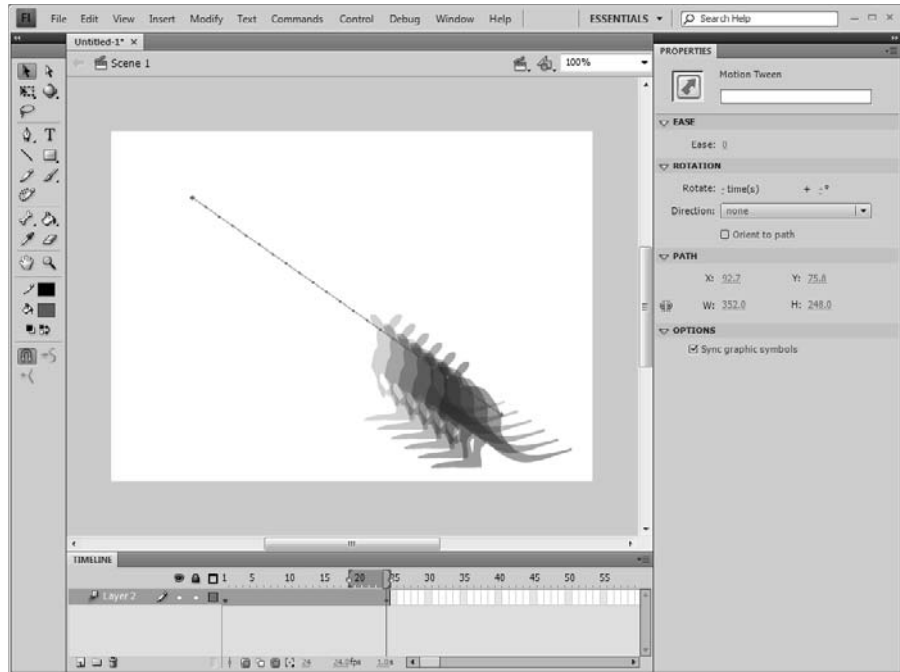 FL File Edit View Insert Modify Text Commands Control Debug Window Help ESSENTIALS Search Help
Untitled-1* ×
Scene 1 100%
PROPERTIES
Motion Tween
EASE
Ease: 0
ROTATION
Rotate: - time(s) + - °
Direction: none
Orient to path
PATH
X: 92.7 Y: 75.8
W: 352.0 H: 248.0
OPTIONS
Sync graphic symbols
TIMELINE
1 5 10 15 20 25 30 35 40 45 50 55
Layer 2
24 24.0fps 1.0s